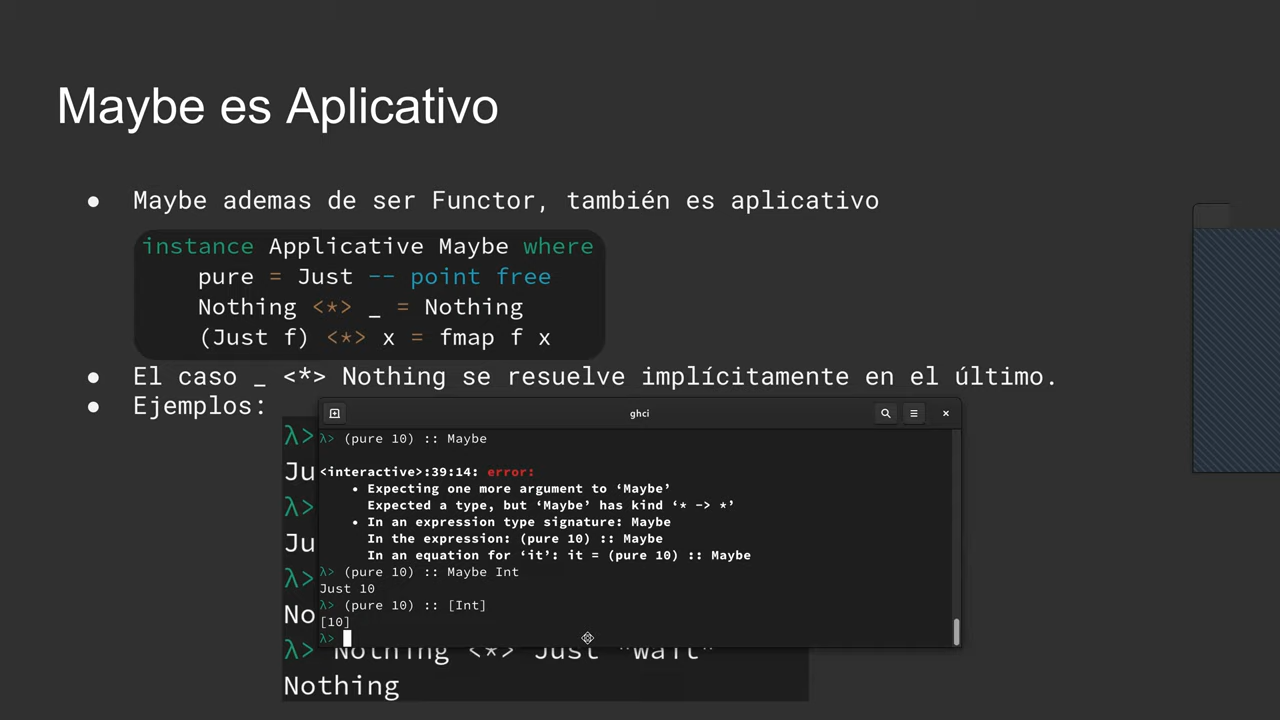 Maybe es Aplicativo
● Maybe ademas de ser Functor, también es aplicativo
instance Applicative Maybe where
pure = Just -- point free
Nothing <*> _ = Nothing
(Just f) <*> x = fmap f x
● El caso _ <*> Nothing se resuelve implícitamente en el último.
● Ejemplos:
ghci
λ> (pure 10) :: Maybe
<interactive>:39:14: error:
• Expecting one more argument to ‘Maybe’
Expected a type, but ‘Maybe’ has kind ‘* -> *’
• In an expression type signature: Maybe
In the expression: (pure 10) :: Maybe
In an equation for ‘it’: it = (pure 10) :: Maybe
λ> (pure 10) :: Maybe Int
Just 10
λ> (pure 10) :: [Int]
[10]
λ>
λ>
Ju
λ>
Ju
λ>
No
λ> Nothing <*> Just "wait"
Nothing